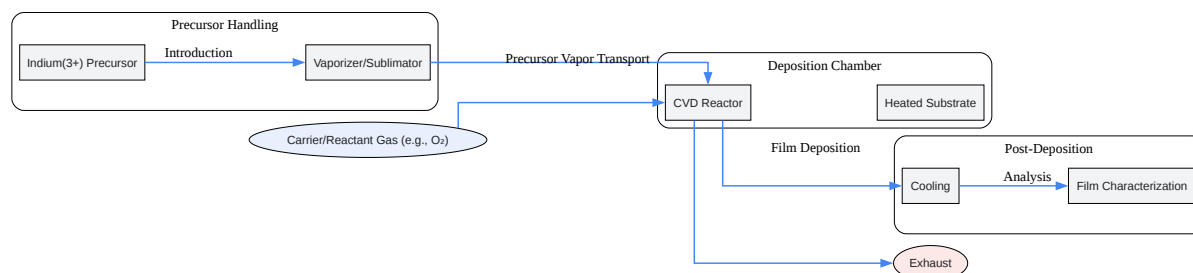 Precursor Handling
Indium(3+) Precursor
Introduction
Vaporizer/Sublimator
Precursor Vapor Transport
Deposition Chamber
CVD Reactor
Heated Substrate
Carrier/Reactant Gas (e.g., O₂)
Film Deposition
Post-Deposition
Cooling
Analysis
Film Characterization
Exhaust